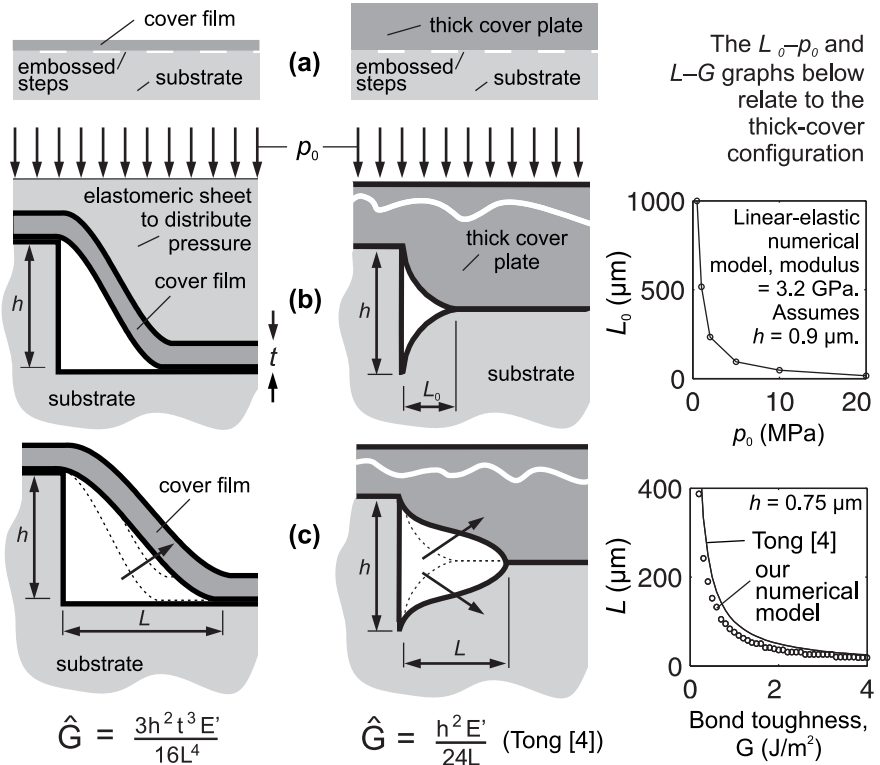 cover film
embossed
steps
substrate
(a)
thick cover plate
embossed
steps
substrate
The L₀–p₀ and
L–G graphs below
relate to the
thick-cover
configuration
p₀
elastomeric sheet
to distribute
pressure
cover film
h
t
substrate
(b)
thick cover
plate
h
L₀
substrate
1000
500
0
L₀ (μm)
Linear-elastic
numerical
model, modulus
= 3.2 GPa.
Assumes
h = 0.9 μm.
0
10
20
p₀ (MPa)
cover film
h
L
substrate
(c)
h
L
400
200
0
L (μm)
h = 0.75 μm
Tong [4]
our
numerical
model
0
2
4
Bond toughness,
G (J/m²)
Ĝ = 3h²t³E'/16L⁴
Ĝ = h²E'/24L (Tong [4])